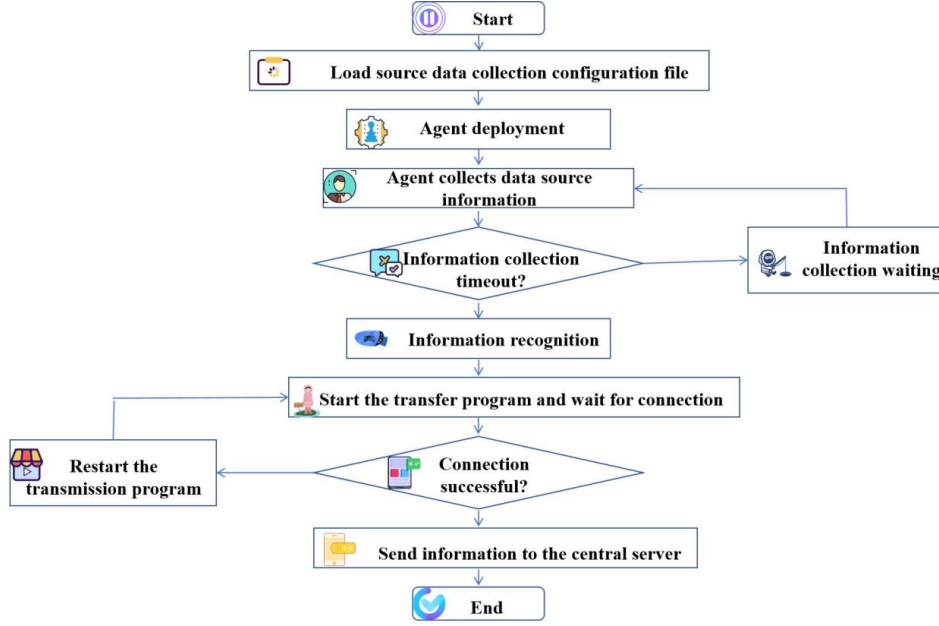 Start
Load source data collection configuration file
Agent deployment
Agent collects data source
information
Information collection
timeout?
Information
collection waiting
Information recognition
Start the transfer program and wait for connection
Restart the
transmission program
Connection
successful?
Send information to the central server
End